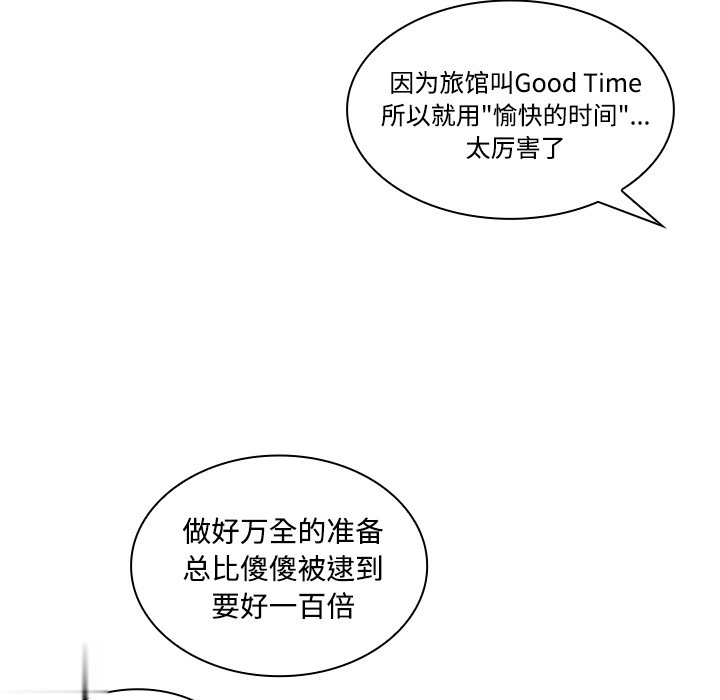 因为旅馆叫Good Time
所以就用"愉快的时间"...
太厉害了
做好万全的准备
总比傻傻被逮到
要好一百倍